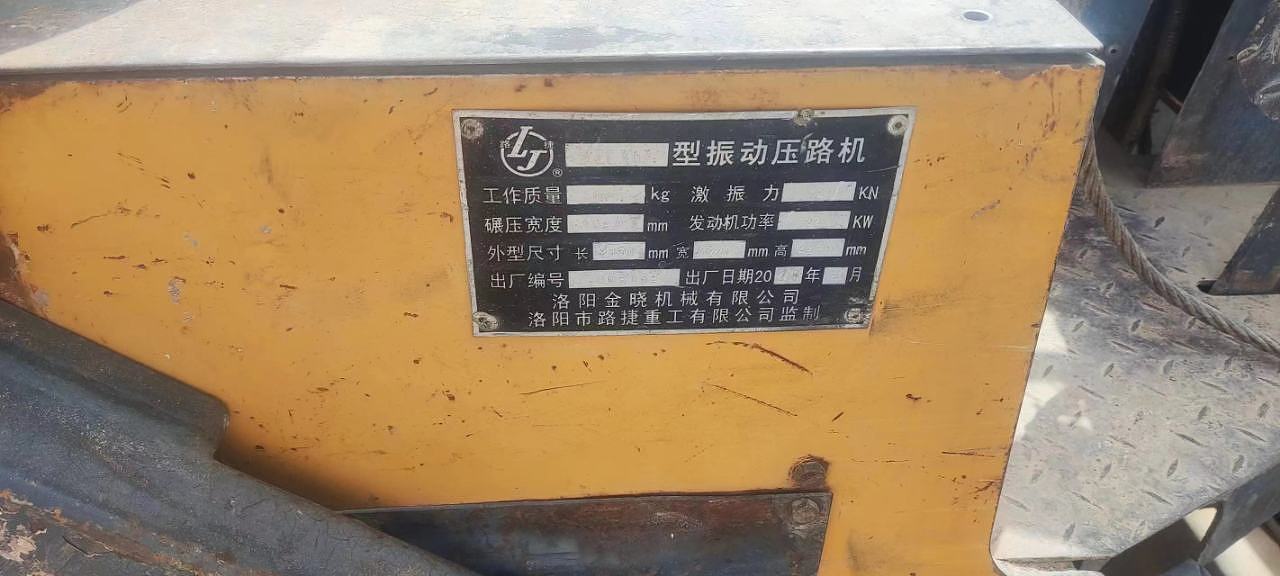 路 LJ 捷 ® 型振动压路机
工作质量 kg 激振力 KN
碾压宽度 mm 发动机功率 KW
外型尺寸 长 mm 宽 mm 高 mm
出厂编号 出厂日期20 年 月
洛阳金晓机械有限公司
洛阳市路捷重工有限公司监制